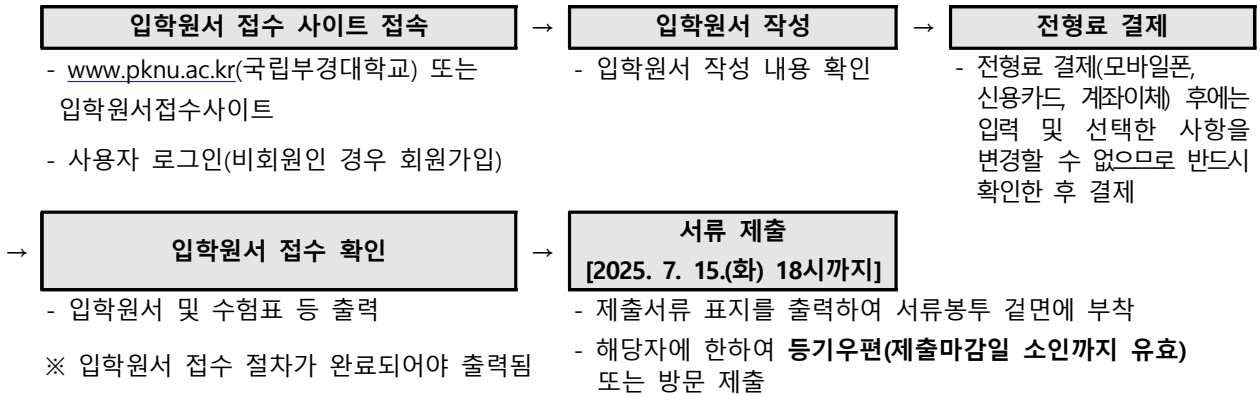 입학원서 접수 사이트 접속 → 입학원서 작성 → 전형료 결제
- www.pknu.ac.kr(국립부경대학교) 또는
입학원서접수사이트
- 사용자 로그인(비회원인 경우 회원가입)
- 입학원서 작성 내용 확인
- 전형료 결제(모바일폰,
신용카드, 계좌이체) 후에는
입력 및 선택한 사항을
변경할 수 없으므로 반드시
확인한 후 결제
→ 입학원서 접수 확인 → 서류 제출
[2025. 7. 15.(화) 18시까지]
- 입학원서 및 수험표 등 출력
※ 입학원서 접수 절차가 완료되어야 출력됨
- 제출서류 표지를 출력하여 서류봉투 겉면에 부착
- 해당자에 한하여 등기우편(제출마감일 소인까지 유효)
또는 방문 제출